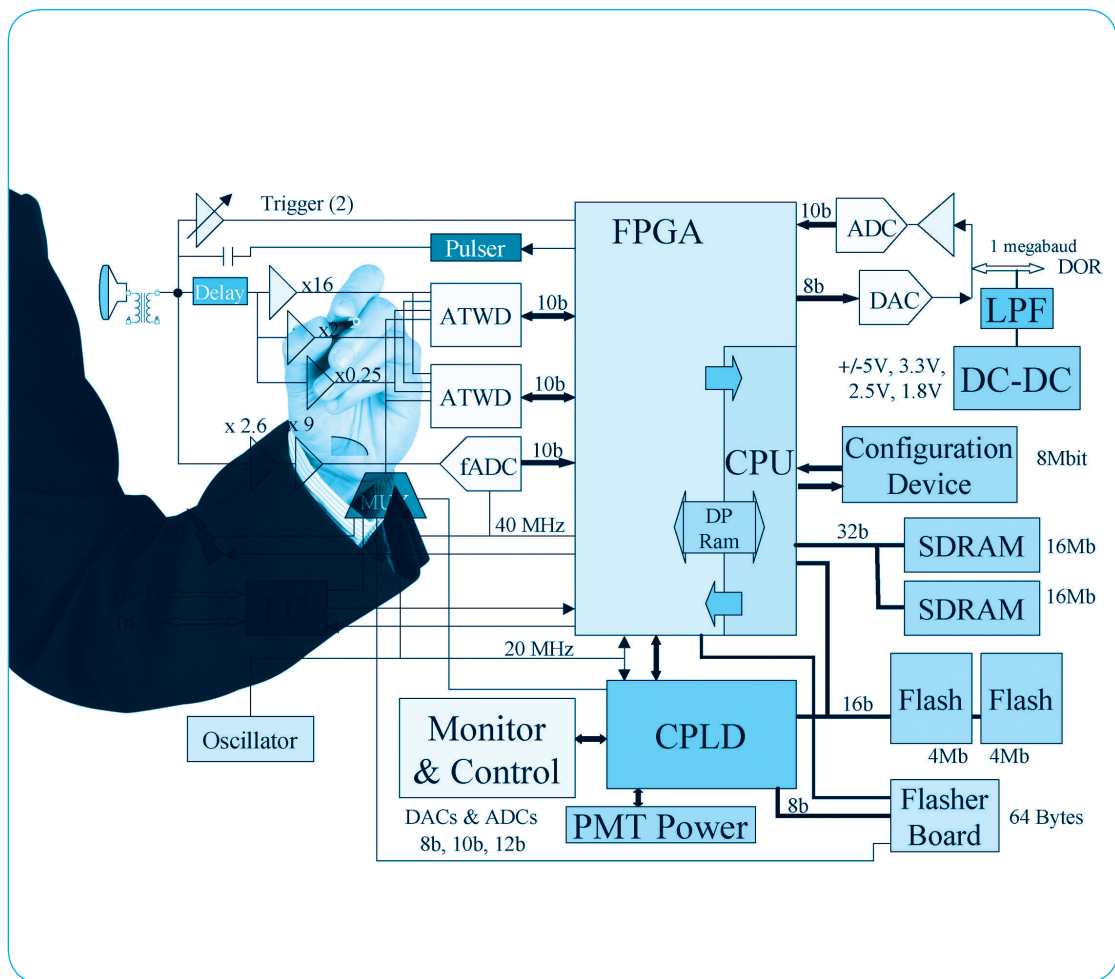 Trigger (2)
FPGA
10b
ADC
1 megabaud
DOR
Pulser
Delay
x16
ATWD
10b
8b
DAC
LPF
x2
x0.25
ATWD
10b
+/-5V, 3.3V,
2.5V, 1.8V
DC-DC
x 2.6
x 9
fADC
10b
CPU
Configuration
Device
8Mbit
MUX
40 MHz
DP
Ram
32b
SDRAM
16Mb
SDRAM
16Mb
LC
20 MHz
Oscillator
Monitor
& Control
CPLD
16b
Flash
Flash
4Mb
4Mb
DACs & ADCs
8b, 10b, 12b
PMT Power
8b
Flasher
Board
64 Bytes